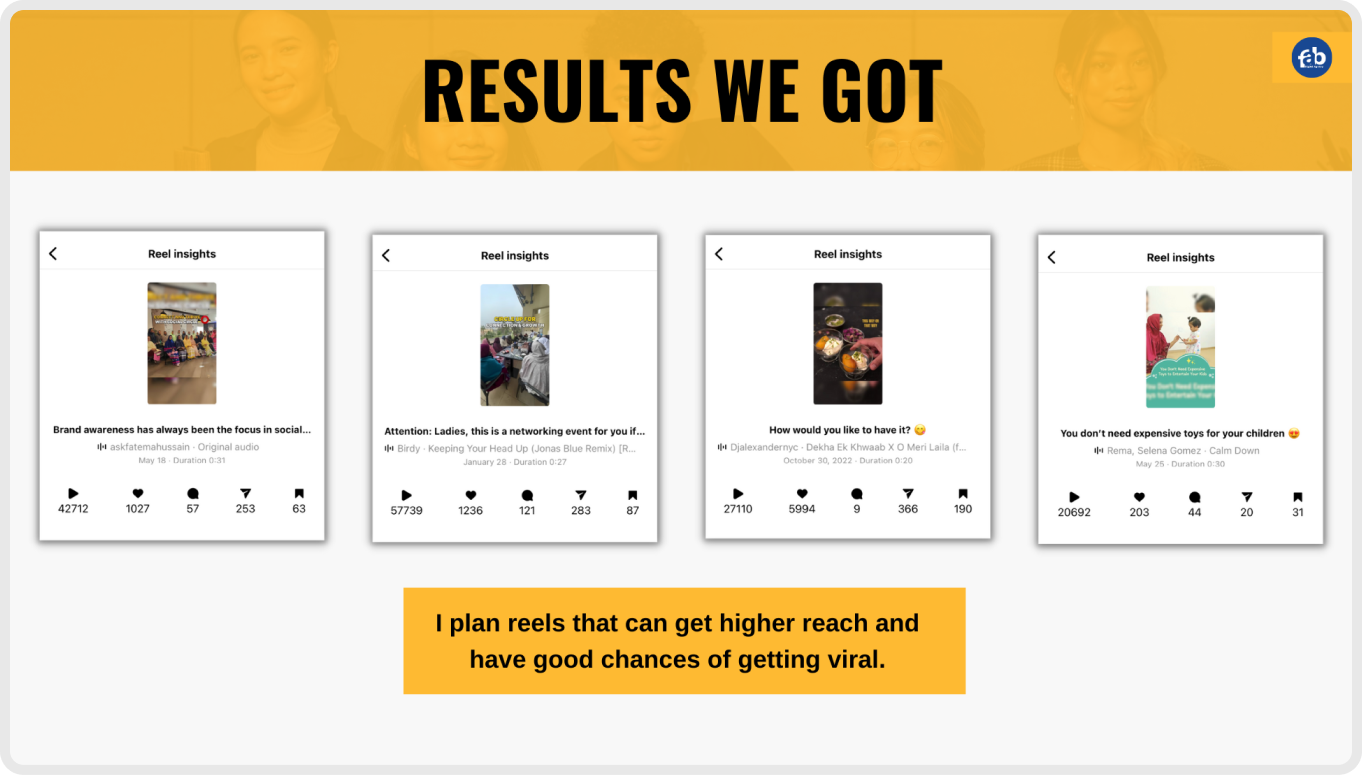 RESULTS WE GOT
fab
Reel insights
Brand awareness has always been the focus in social...
askfatemahussain · Original audio
May 18 · Duration 0:31
42712 1027 57 253 63
Reel insights
CONNECTION & GROWTH
Attention: Ladies, this is a networking event for you if...
Birdy · Keeping Your Head Up (Jonas Blue Remix) [R...
January 28 · Duration 0:27
57739 1236 121 283 87
Reel insights
How would you like to have it? 😋
Djalexandernyc · Dekha Ek Khwaab X O Meri Laila (f...
October 30, 2022 · Duration 0:20
27110 5994 9 366 190
Reel insights
You Don't Need Expensive
Toys to Entertain Your Kids
You don't need expensive toys for your children 😍
Rema, Selena Gomez · Calm Down
May 25 · Duration 0:30
20692 203 44 20 31
I plan reels that can get higher reach and
have good chances of getting viral.